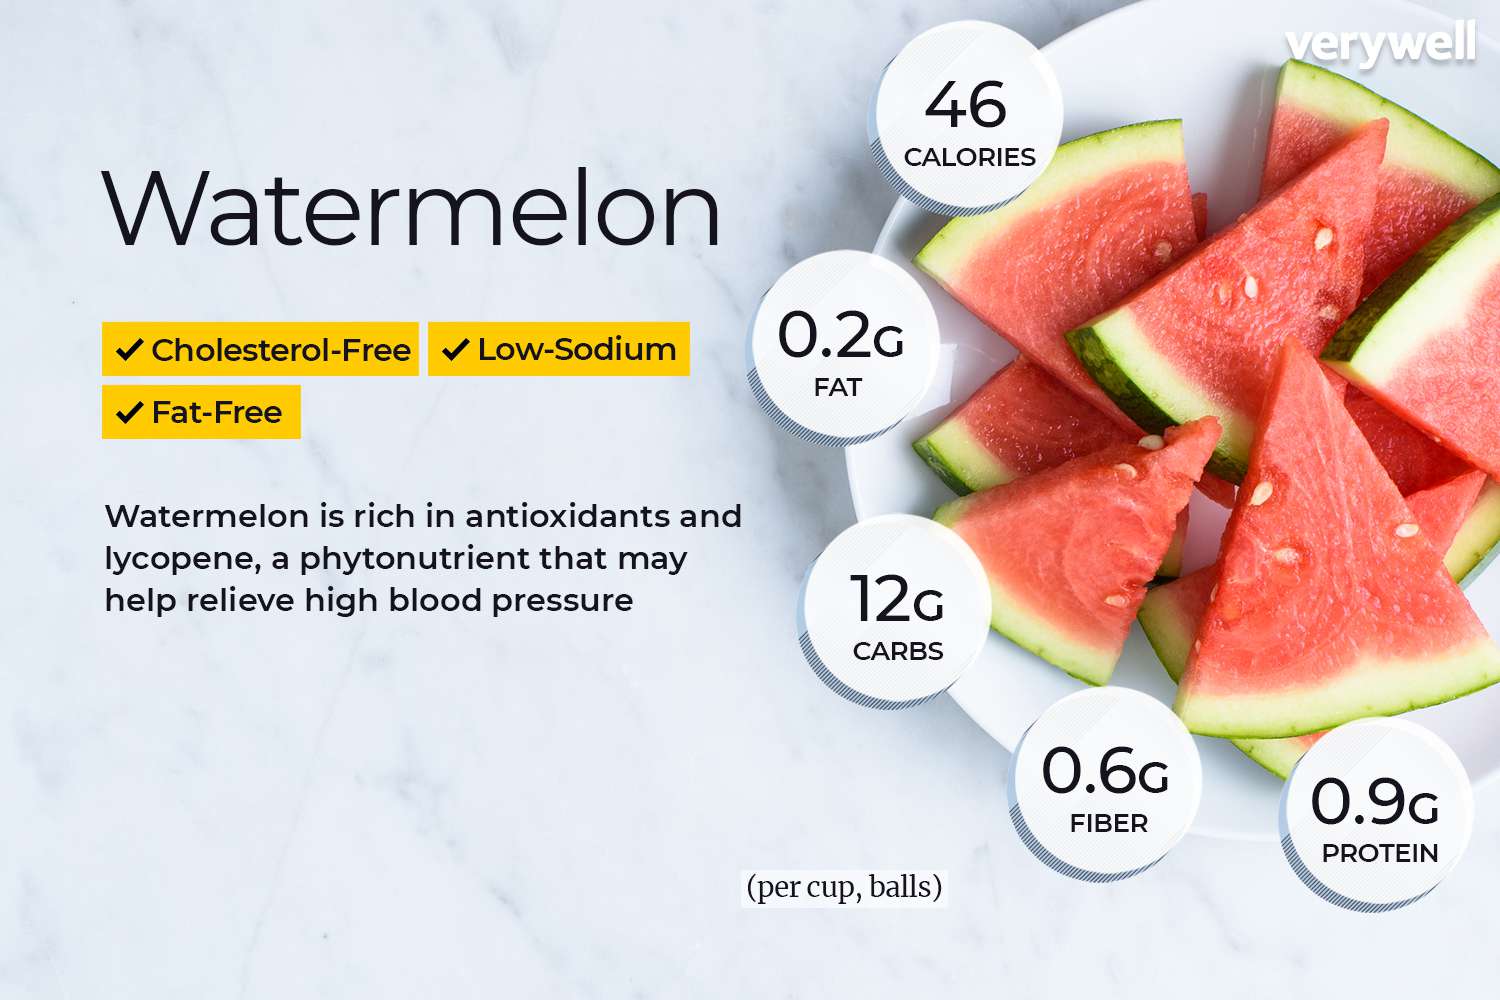 verywell
46
CALORIES
Watermelon
0.2G
FAT
✓ Cholesterol-Free ✓ Low-Sodium
✓ Fat-Free
Watermelon is rich in antioxidants and
lycopene, a phytonutrient that may
help relieve high blood pressure
12G
CARBS
0.6G
FIBER
0.9G
PROTEIN
(per cup, balls)